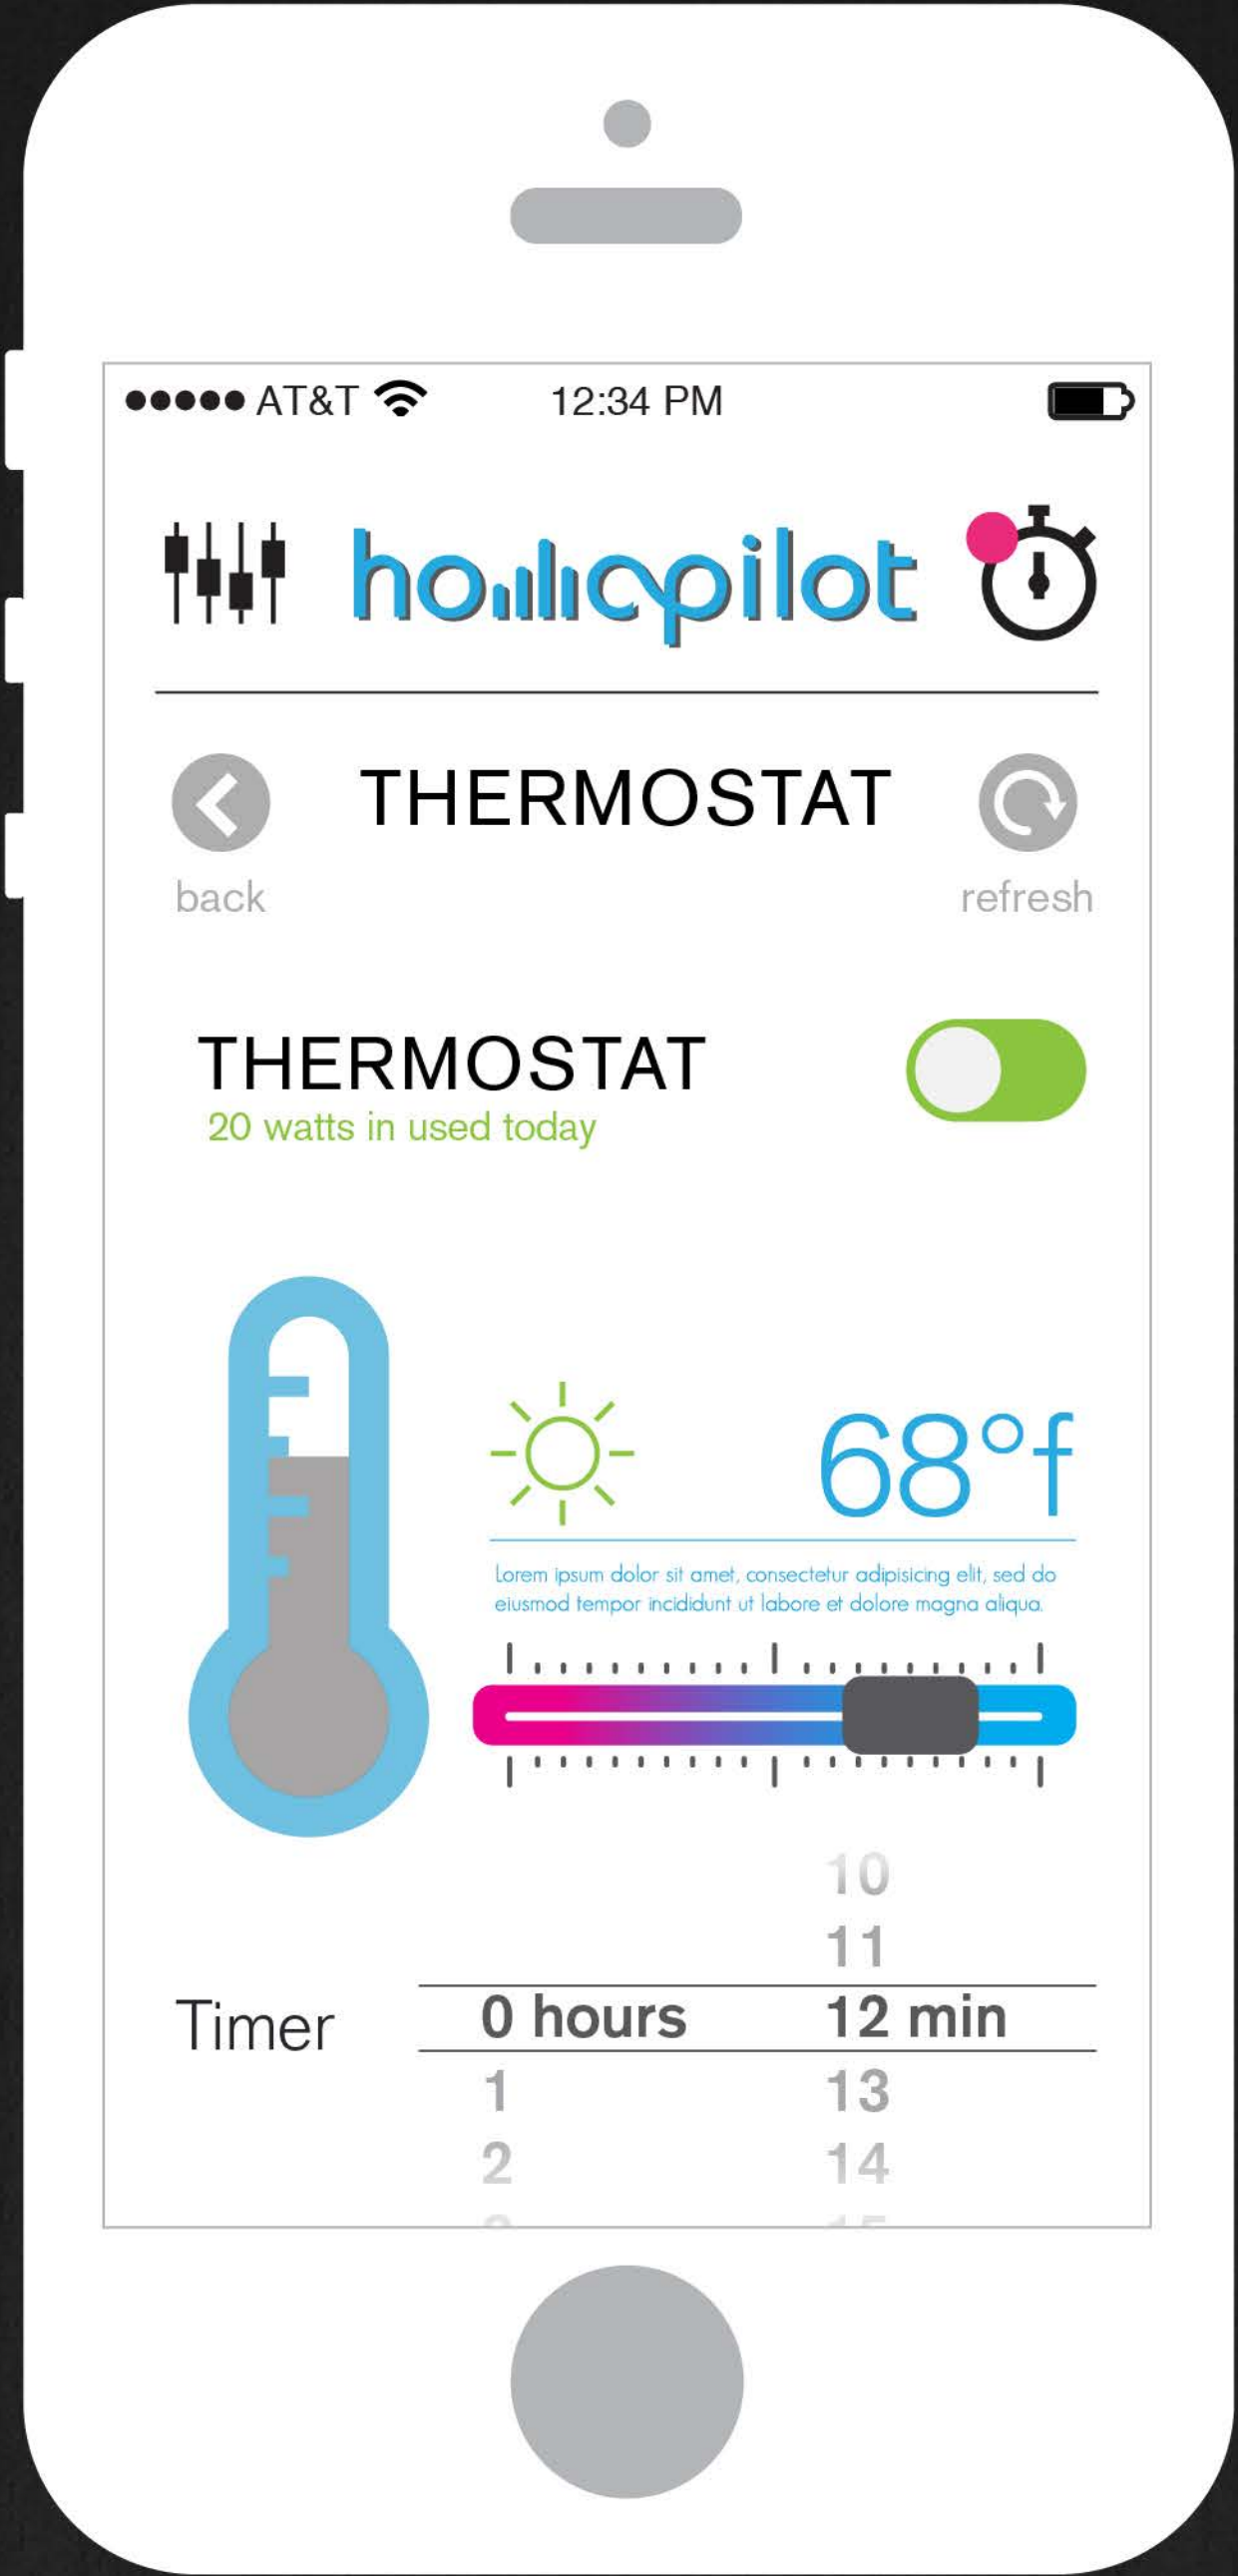 AT&T 12:34 PM
homepilot
THERMOSTAT
back refresh
THERMOSTAT
20 watts in used today
68°f
Lorem ipsum dolor sit amet, consectetur adipisicing elit, sed do
eiusmod tempor incididunt ut labore et dolore magna aliqua.
10
11
Timer 0 hours 12 min
1 13
2 14